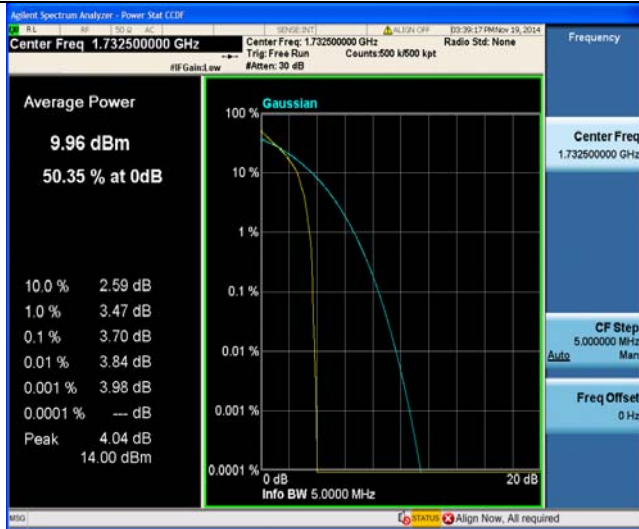 Agilent Spectrum Analyzer - Power Stat CCDF
RL RF 50 Ω AC SENSE:INT ALIGN OFF 03:39:17 PM Nov 19, 2014
Center Freq 1.732500000 GHz
Center Freq: 1.732500000 GHz Radio Std: None
Trig: Free Run Counts:500 k/500 kpt
#IFGain:Low #Atten: 30 dB
Frequency
Average Power
9.96 dBm
50.35 % at 0dB
10.0 % 2.59 dB
1.0 % 3.47 dB
0.1 % 3.70 dB
0.01 % 3.84 dB
0.001 % 3.98 dB
0.0001 % --- dB
Peak 4.04 dB
14.00 dBm
Gaussian
100 %
10 %
1 %
0.1 %
0.01 %
0.001 %
0.0001 %
0 dB 20 dB
Info BW 5.0000 MHz
Center Freq
1.732500000 GHz
CF Step
5.000000 MHz
Auto Man
Freq Offset
0 Hz
MSG STATUS Align Now, All required